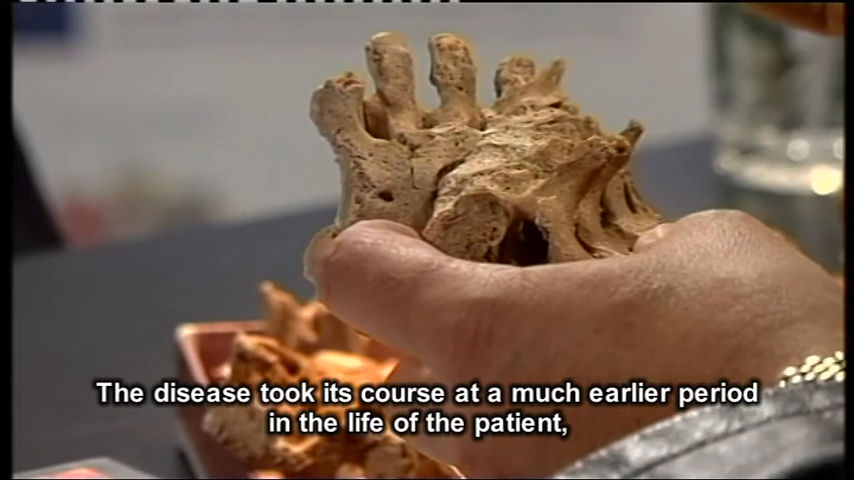 The disease took its course at a much earlier period
in the life of the patient,